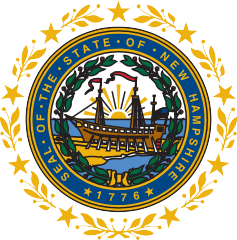 SEAL · OF · THE · STATE · OF · NEW HAMPSHIRE
1776